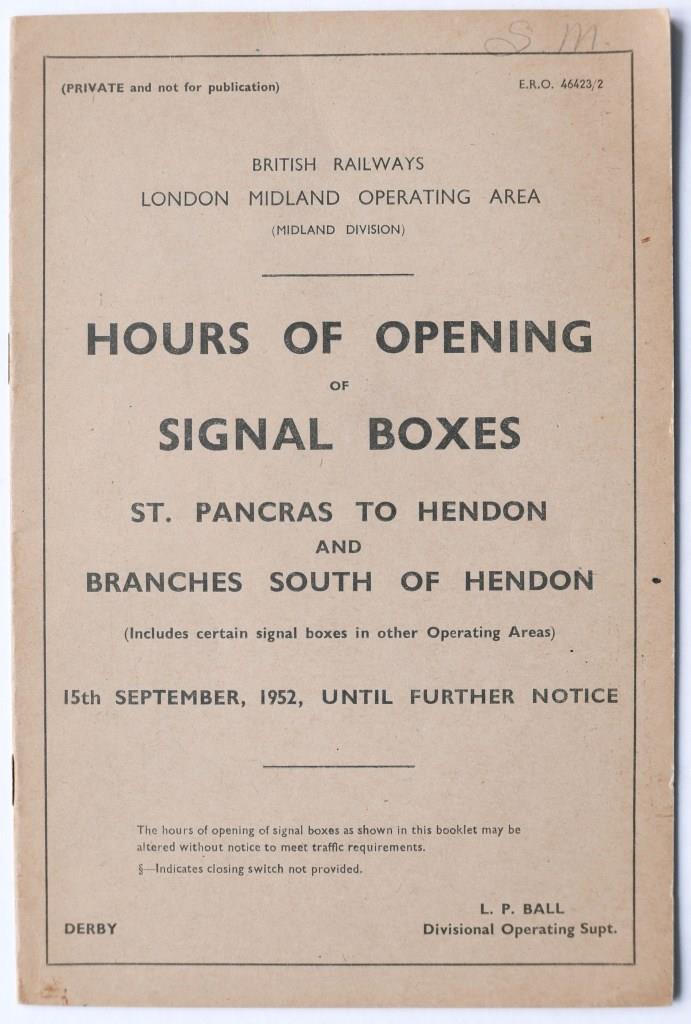 S.M.
(PRIVATE and not for publication)
E.R.O. 46423/2
BRITISH RAILWAYS
LONDON MIDLAND OPERATING AREA
(MIDLAND DIVISION)
HOURS OF OPENING
OF
SIGNAL BOXES
ST. PANCRAS TO HENDON
AND
BRANCHES SOUTH OF HENDON
(Includes certain signal boxes in other Operating Areas)
15th SEPTEMBER, 1952, UNTIL FURTHER NOTICE
The hours of opening of signal boxes as shown in this booklet may be
altered without notice to meet traffic requirements.
§—Indicates closing switch not provided.
L. P. BALL
DERBY
Divisional Operating Supt.